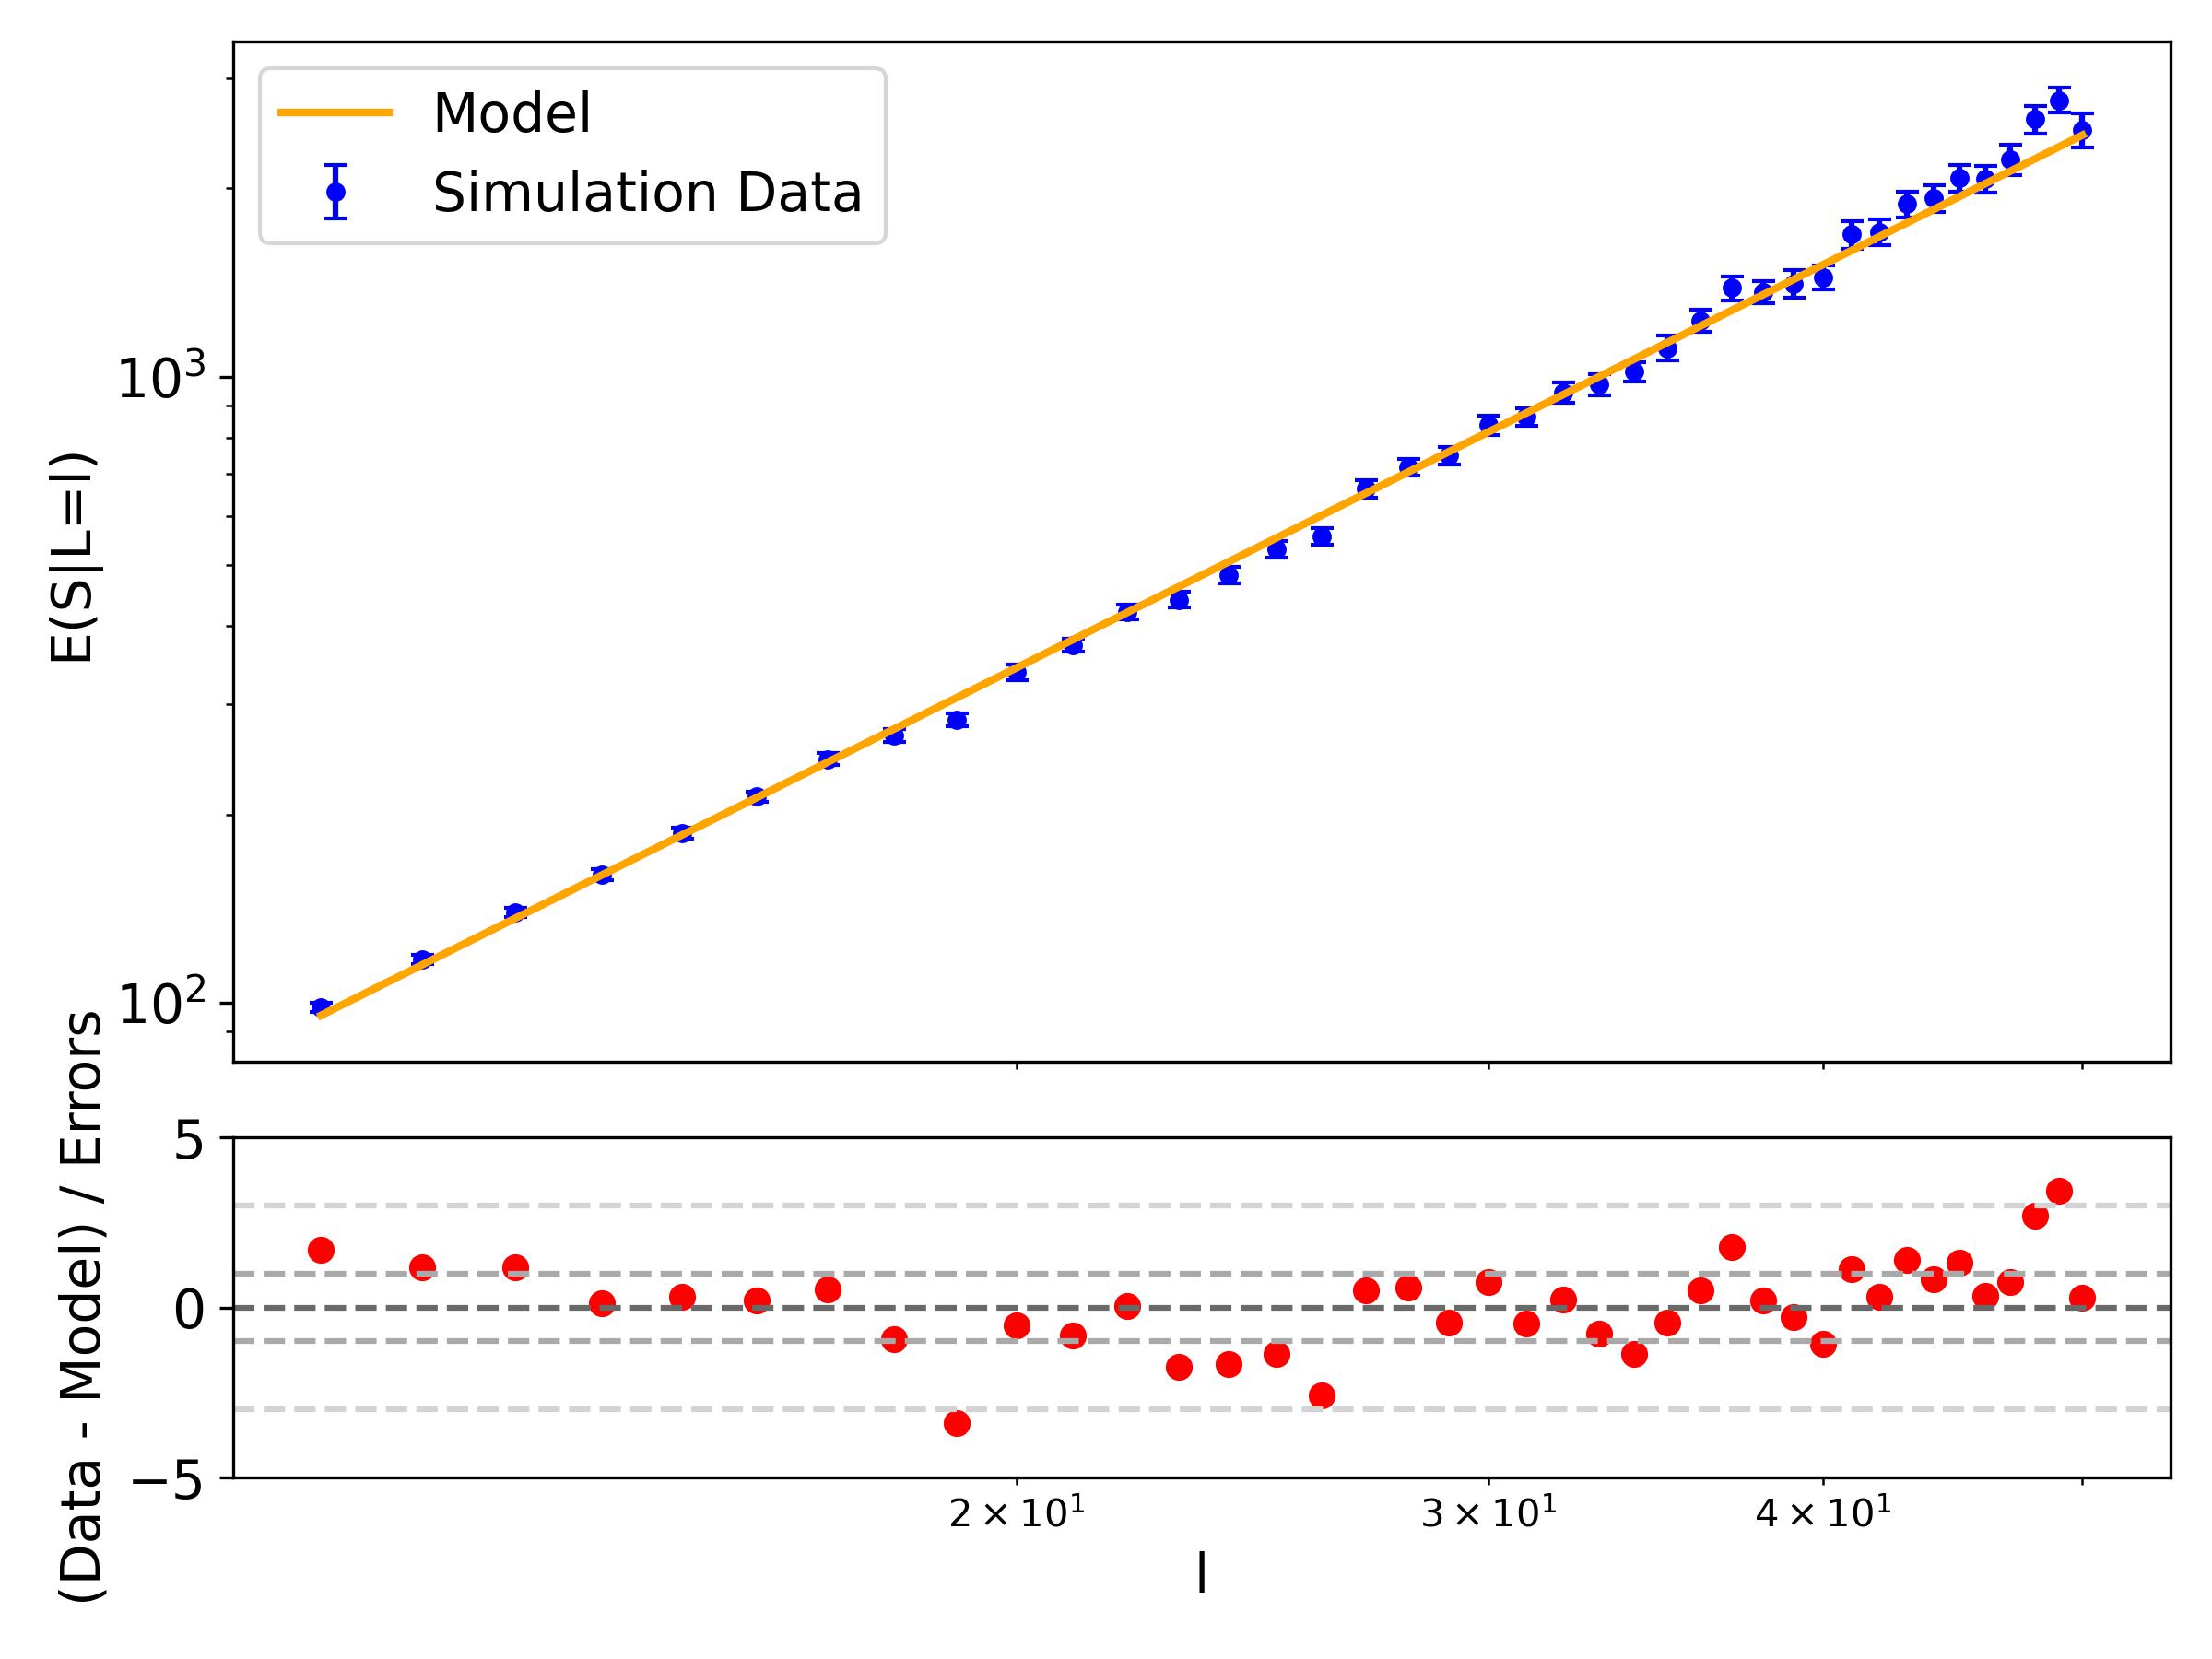 Model
Simulation Data
E(S|L=l)
10³
10²
(Data - Model) / Errors
5
0
−5
2 × 10¹
3 × 10¹
4 × 10¹
l